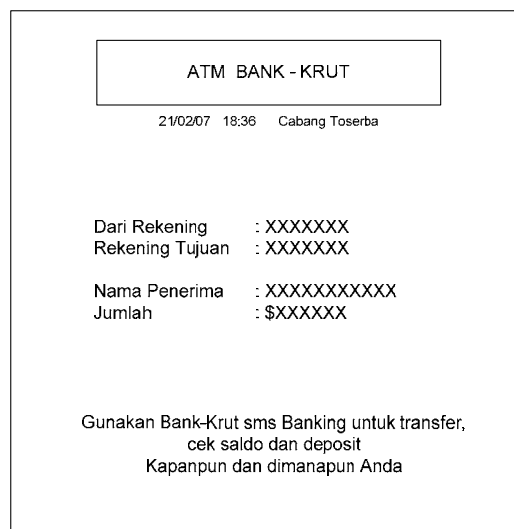 ATM BANK - KRUT
21/02/07 18:36 Cabang Toserba
Dari Rekening : XXXXXXX
Rekening Tujuan : XXXXXXX
Nama Penerima : XXXXXXXXXXX
Jumlah : $XXXXXX
Gunakan Bank-Krut sms Banking untuk transfer,
cek saldo dan deposit
Kapanpun dan dimanapun Anda